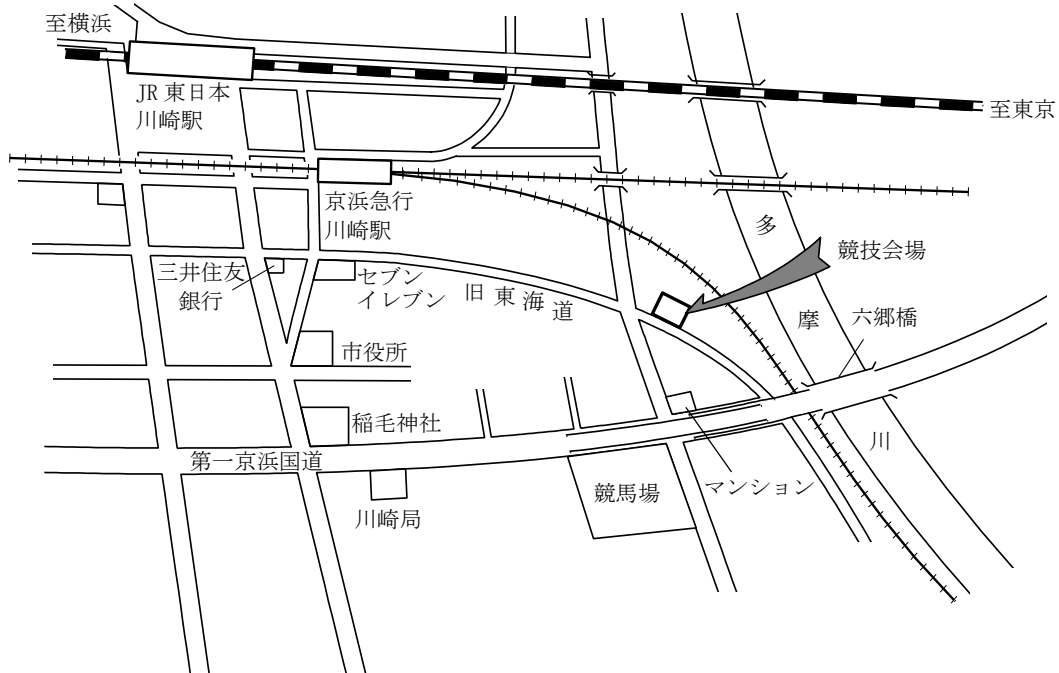 至横浜
JR 東日本
川崎駅
至東京
京浜急行
川崎駅
多
摩
川
競技会場
三井住友
銀行
セブン
イレブン
旧東海道
六郷橋
市役所
稲毛神社
第一京浜国道
川崎局
競馬場
マンション